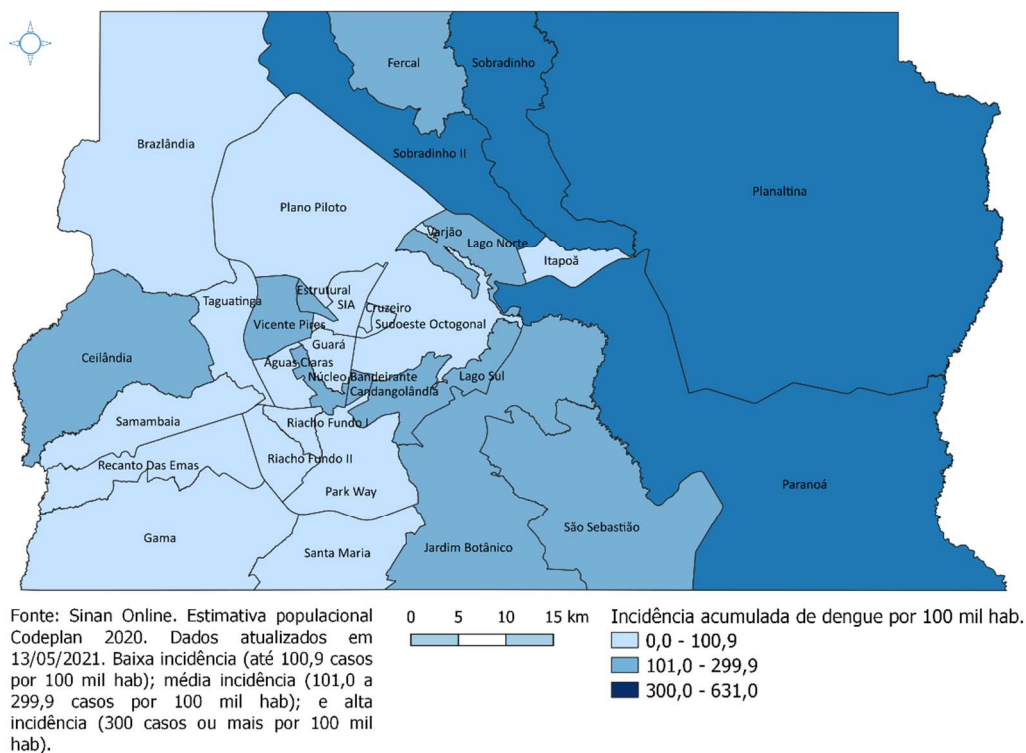 Fercal
Sobradinho
Brazlândia
Sobradinho II
Planaltina
Plano Piloto
Varjão
Lago Norte
Itapoã
Estrutural
Taguatinga
SIA
Cruzeiro
Vicente Pires
Sudoeste Octogonal
Guará
Ceilândia
Águas Claras
Núcleo Bandeirante
Lago Sul
Candangolândia
Samambaia
Riacho Fundo I
Recanto Das Emas
Riacho Fundo II
Park Way
Paranoá
Gama
São Sebastião
Santa Maria
Jardim Botânico
Fonte: Sinan Online. Estimativa populacional
Codeplan 2020. Dados atualizados em
13/05/2021. Baixa incidência (até 100,9 casos
por 100 mil hab); média incidência (101,0 a
299,9 casos por 100 mil hab); e alta
incidência (300 casos ou mais por 100 mil
hab).
0 5 10 15 km
Incidência acumulada de dengue por 100 mil hab.
0,0 - 100,9
101,0 - 299,9
300,0 - 631,0